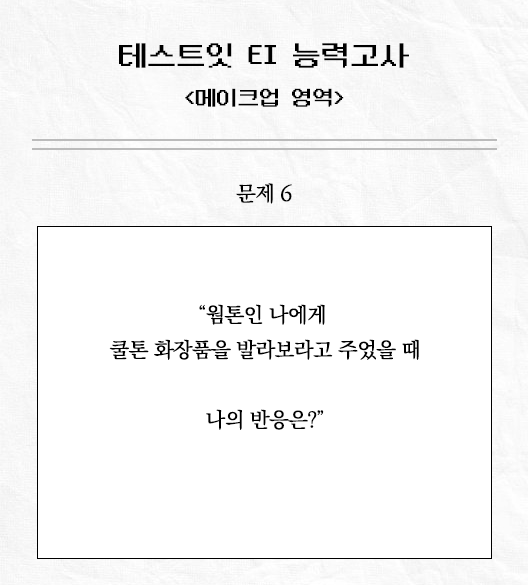 테스트잇 EI 능력고사
<메이크업 영역>
문제 6
“웜톤인 나에게
쿨톤 화장품을 발라보라고 주었을 때
나의 반응은?”